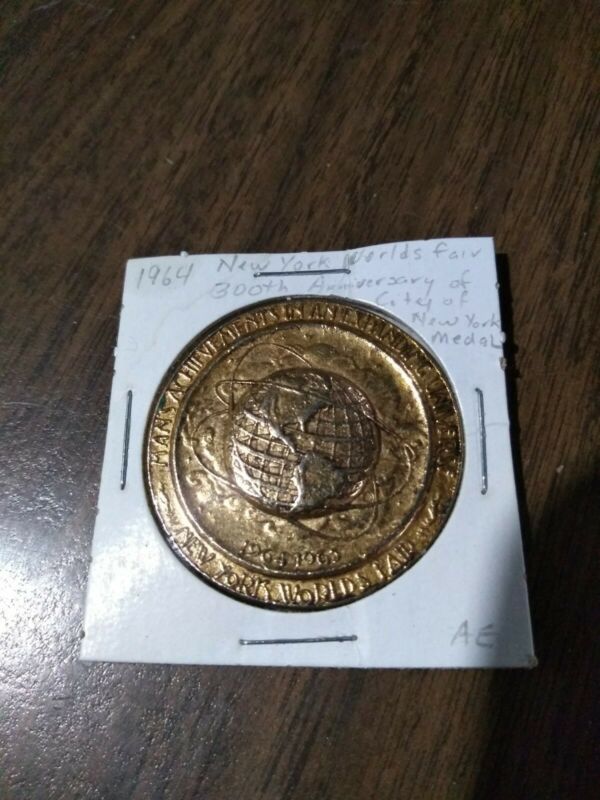 1964 New York Worlds fair
300th Anniversary of
City of
New York
Medal
MAN'S ACHIEVEMENTS IN AN EXPANDING UNIVERSE
1964-1965
NEW YORK WORLD'S FAIR
AE